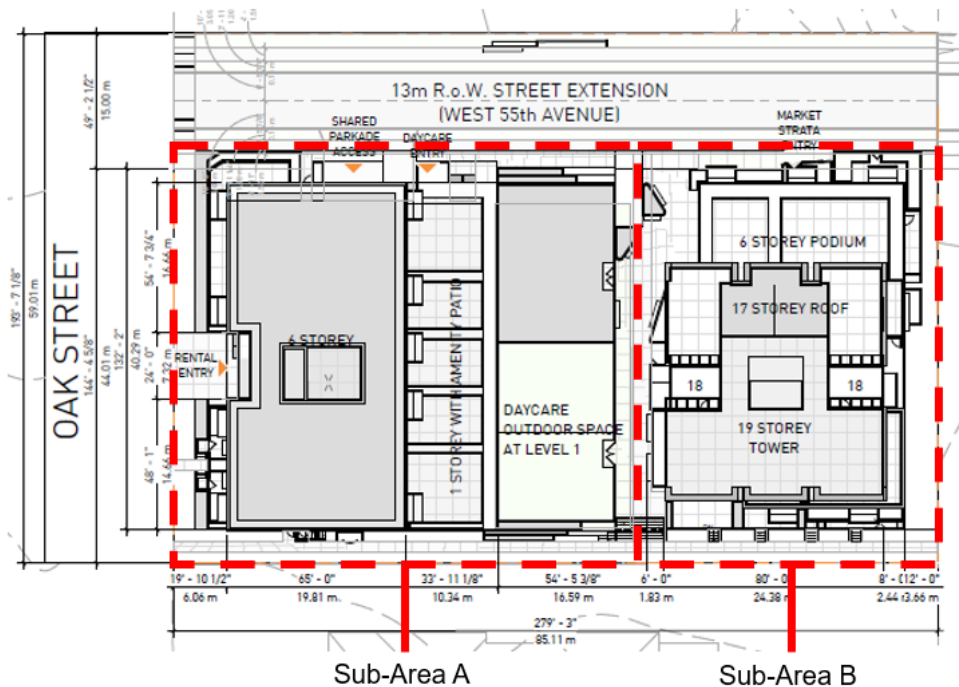 13m R.o.W. STREET EXTENSION
(WEST 55th AVENUE)
SHARED
PARKADE
ACCESS
DAYCARE
ENTRY
MARKET
STRATA
ENTRY
49' - 2 1/2"
15.00 m
193' - 7 1/8"
59.01 m
OAK STREET
144' - 4 5/8"
44.01 m
132' - 2"
40.29 m
54' - 7 3/4"
16.66 m
24' - 0"
7.32 m
48' - 1"
14.66 m
RENTAL
ENTRY
6 STOREY
1 STOREY WITH AMENITY PATIO
DAYCARE
OUTDOOR SPACE
AT LEVEL 1
6 STOREY PODIUM
17 STOREY ROOF
18
18
19 STOREY
TOWER
19' - 10 1/2"
65' - 0"
33' - 11 1/8"
54' - 5 3/8"
6' - 0"
80' - 0
8' - 0
12' - 0"
6.06 m
19.81 m
10.34 m
16.59 m
1.83 m
24.38 m
2.44
3.66 m
279' - 3"
85.11 m
Sub-Area A
Sub-Area B